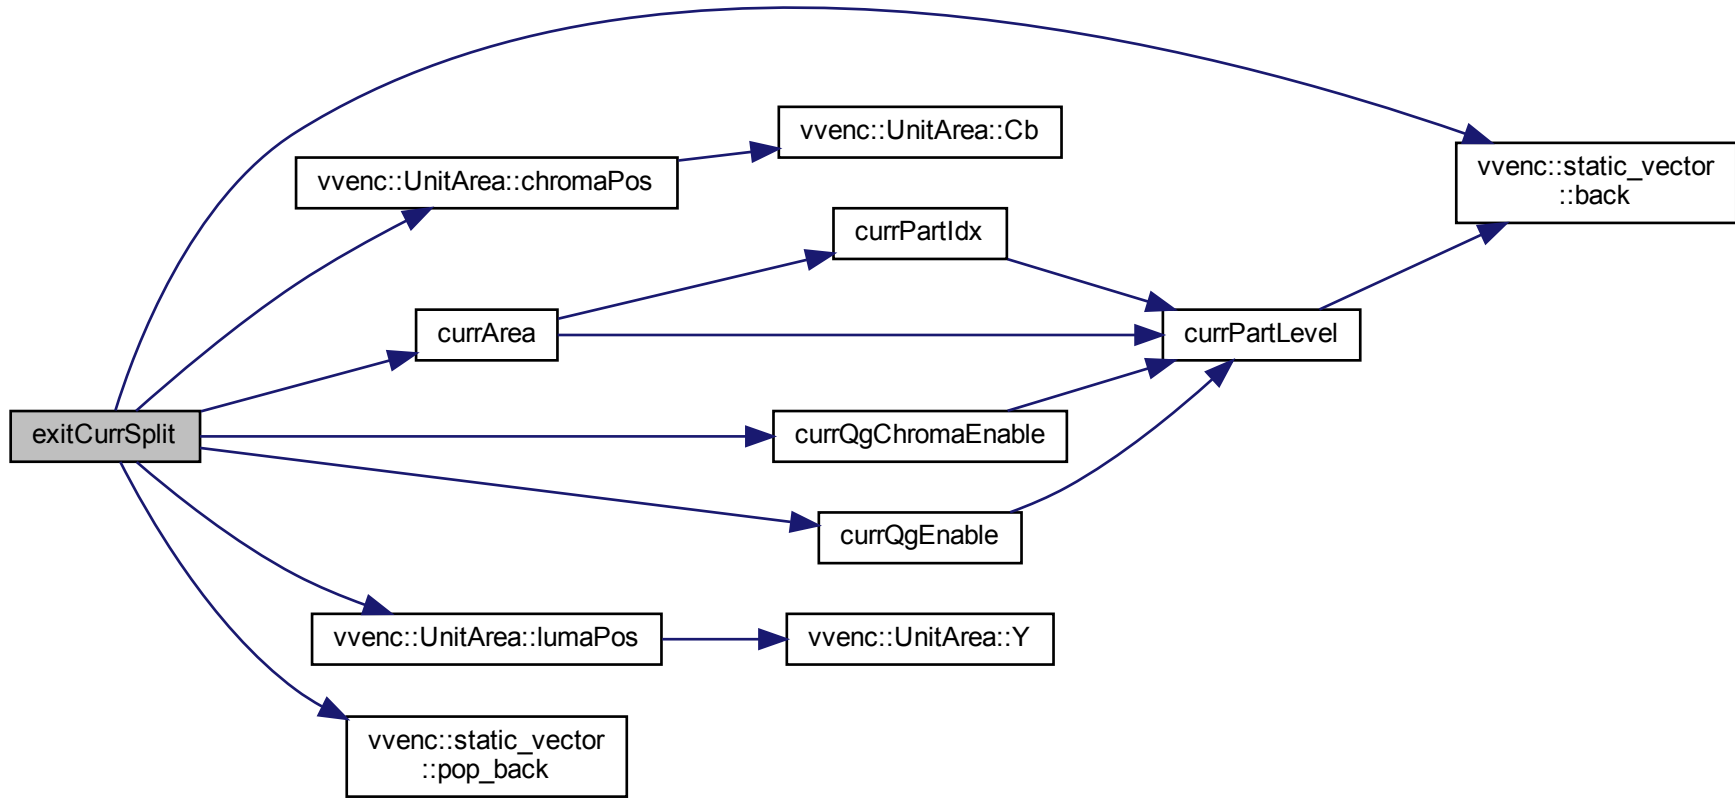 vvenc::UnitArea::Cb
vvenc::static_vector
::back
vvenc::UnitArea::chromaPos
currPartIdx
currArea
currPartLevel
exitCurrSplit
currQgChromaEnable
currQgEnable
vvenc::UnitArea::lumaPos
vvenc::UnitArea::Y
vvenc::static_vector
::pop_back